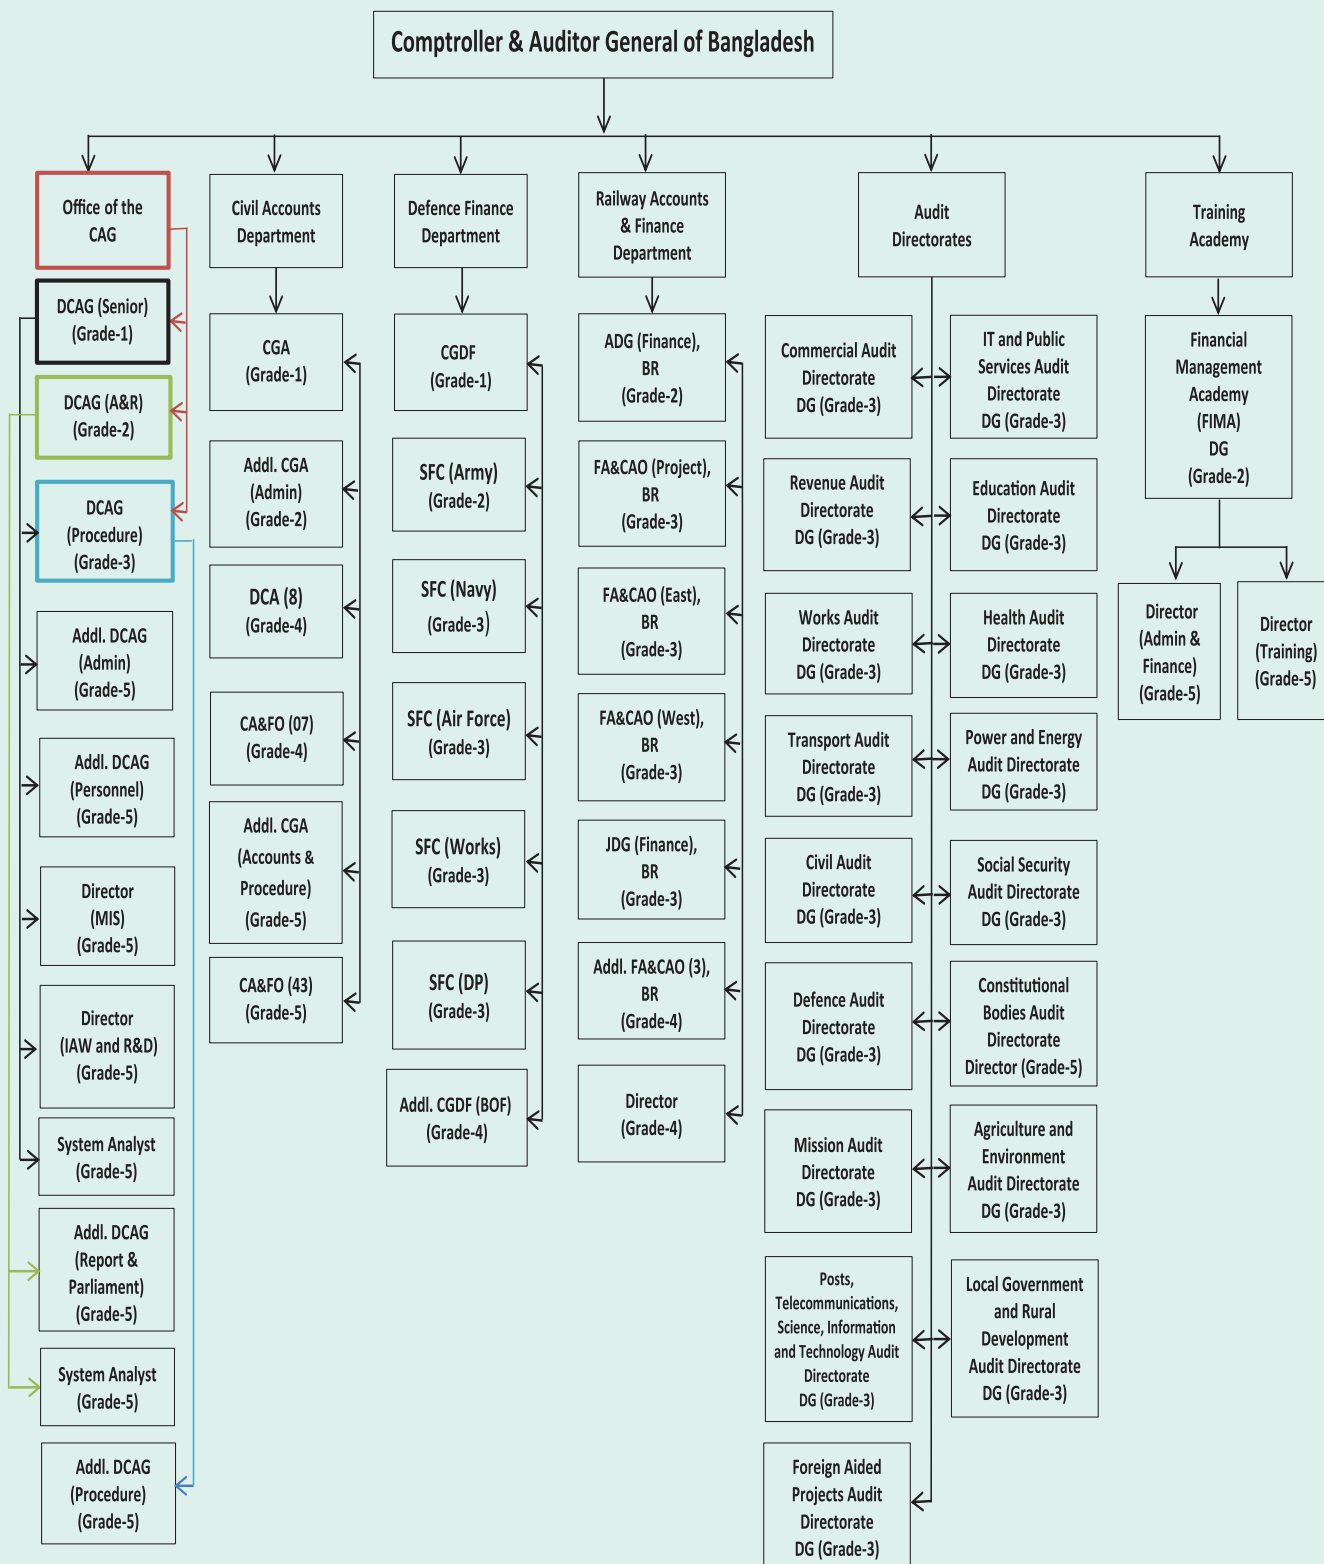 Comptroller & Auditor General of Bangladesh
Office of the
CAG
DCAG (Senior)
(Grade-1)
DCAG (A&R)
(Grade-2)
DCAG
(Procedure)
(Grade-3)
Addl. DCAG
(Admin)
(Grade-5)
Addl. DCAG
(Personnel)
(Grade-5)
Director
(MIS)
(Grade-5)
Director
(IAW and R&D)
(Grade-5)
System Analyst
(Grade-5)
Addl. DCAG
(Report &
Parliament)
(Grade-5)
System Analyst
(Grade-5)
Addl. DCAG
(Procedure)
(Grade-5)
Civil Accounts
Department
CGA
(Grade-1)
Addl. CGA
(Admin)
(Grade-2)
DCA (8)
(Grade-4)
CA&FO (07)
(Grade-4)
Addl. CGA
(Accounts &
Procedure)
(Grade-5)
CA&FO (43)
(Grade-5)
Defence Finance
Department
CGDF
(Grade-1)
SFC (Army)
(Grade-2)
SFC (Navy)
(Grade-3)
SFC (Air Force)
(Grade-3)
SFC (Works)
(Grade-3)
SFC (DP)
(Grade-3)
Addl. CGDF (BOF)
(Grade-4)
Railway Accounts
& Finance
Department
ADG (Finance),
BR
(Grade-2)
FA&CAO (Project),
BR
(Grade-3)
FA&CAO (East),
BR
(Grade-3)
FA&CAO (West),
BR
(Grade-3)
JDG (Finance),
BR
(Grade-3)
Addl. FA&CAO (3),
BR
(Grade-4)
Director
(Grade-4)
Audit
Directorates
Commercial Audit
Directorate
DG (Grade-3)
Revenue Audit
Directorate
DG (Grade-3)
Works Audit
Directorate
DG (Grade-3)
Transport Audit
Directorate
DG (Grade-3)
Civil Audit
Directorate
DG (Grade-3)
Defence Audit
Directorate
DG (Grade-3)
Mission Audit
Directorate
DG (Grade-3)
Posts,
Telecommunications,
Science, Information
and Technology Audit
Directorate
DG (Grade-3)
Foreign Aided
Projects Audit
Directorate
DG (Grade-3)
IT and Public
Services Audit
Directorate
DG (Grade-3)
Education Audit
Directorate
DG (Grade-3)
Health Audit
Directorate
DG (Grade-3)
Power and Energy
Audit Directorate
DG (Grade-3)
Social Security
Audit Directorate
DG (Grade-3)
Constitutional
Bodies Audit
Directorate
Director (Grade-5)
Agriculture and
Environment
Audit Directorate
DG (Grade-3)
Local Government
and Rural
Development
Audit Directorate
DG (Grade-3)
Training
Academy
Financial
Management
Academy
(FIMA)
DG
(Grade-2)
Director
(Admin &
Finance)
(Grade-5)
Director
(Training)
(Grade-5)